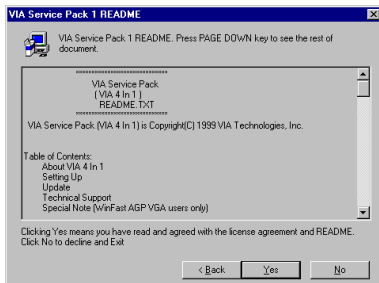 VIA Service Pack 1 README
VIA Service Pack 1 README. Press PAGE DOWN key to see the rest of
document.
==============================
VIA Service Pack
( VIA 4 In 1 )
README.TXT
==============================
VIA Service Pack (VIA 4 In 1) is Copyright(C) 1999 VIA Technologies, Inc.
Table of Contents:
About VIA 4 In 1
Setting Up
Update
Technical Support
Special Note (WinFast AGP VGA users only)
Clicking Yes means you have read and agreed with the license agreement and README.
Click No to decline and Exit
< Back
Yes
No